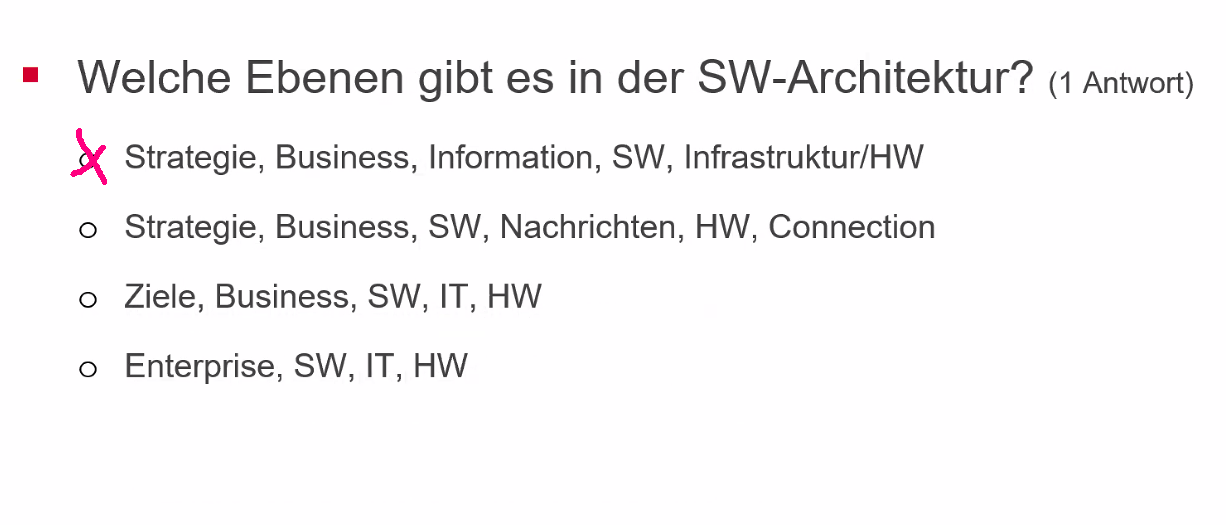 Welche Ebenen gibt es in der SW-Architektur? (1 Antwort)
Strategie, Business, Information, SW, Infrastruktur/HW
Strategie, Business, SW, Nachrichten, HW, Connection
Ziele, Business, SW, IT, HW
Enterprise, SW, IT, HW